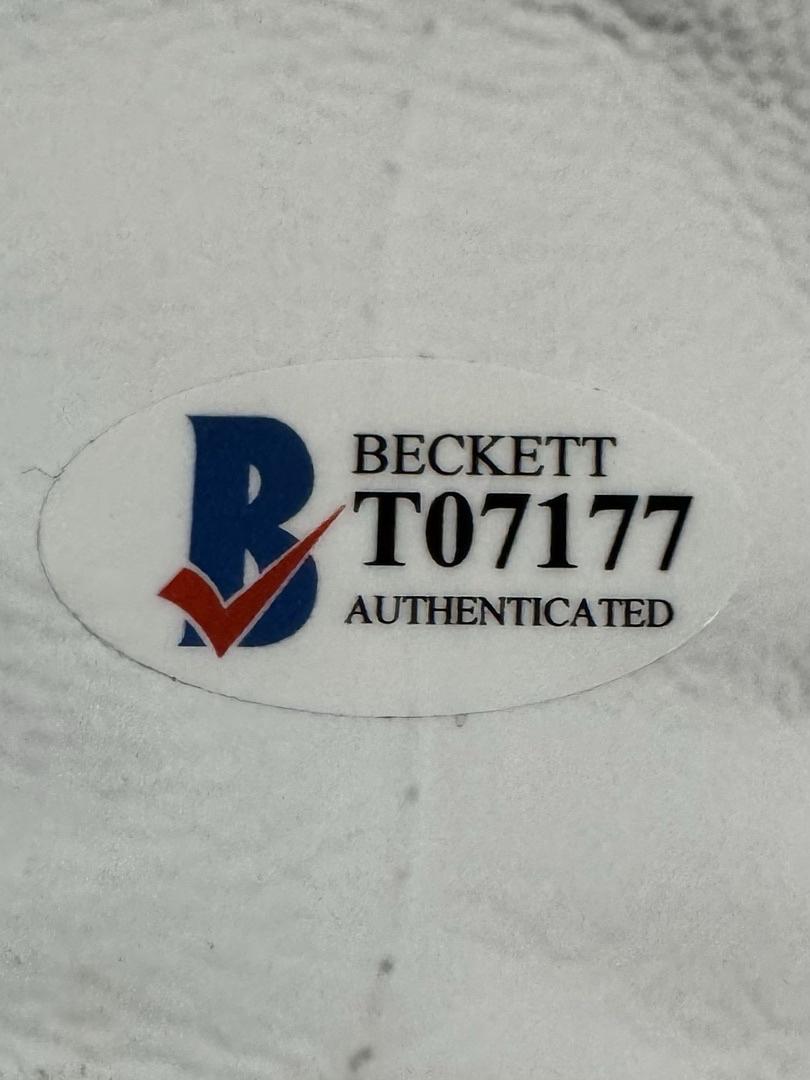 B
BECKETT
T07177
AUTHENTICATED